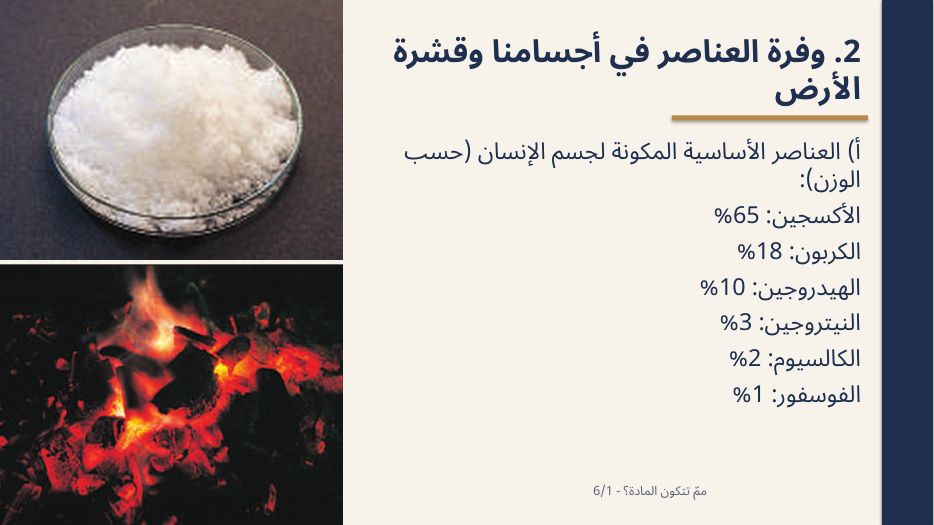 2. وفرة العناصر في أجسامنا وقشرة
الأرض
أ) العناصر الأساسية المكونة لجسم الإنسان (حسب
الوزن):
الأكسجين: 65%
الكربون: 18%
الهيدروجين: 10%
النيتروجين: 3%
الكالسيوم: 2%
الفوسفور: 1%
ممّ تتكون المادة؟ - 6/1